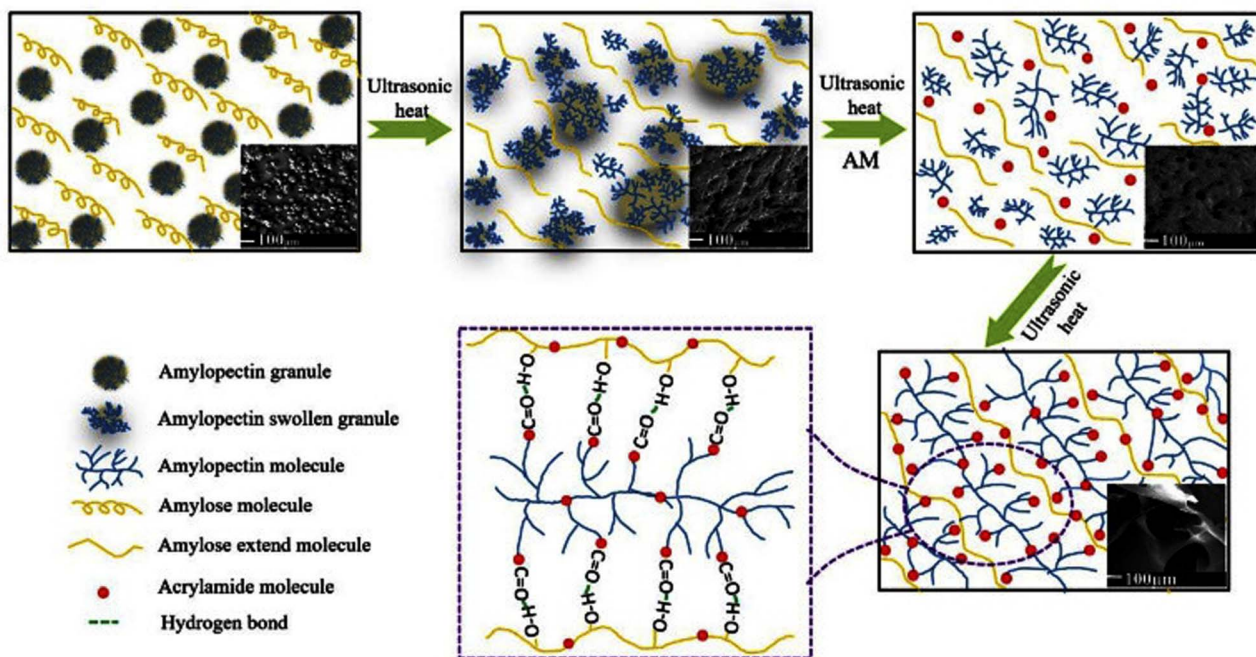 Ultrasonic
heat
Ultrasonic
heat
AM
100μm
100μm
100μm
Ultrasonic
heat
Amylopectin granule
Amylopectin swollen granule
Amylopectin molecule
Amylose molecule
Amylose extend molecule
Acrylamide molecule
Hydrogen bond
O-H-O=C
O-H-O=C
O-H-O=C
O-H-O=C
C=O-H-O
C=O-H-O
C=O-H-O
C=O-H-O
100μm